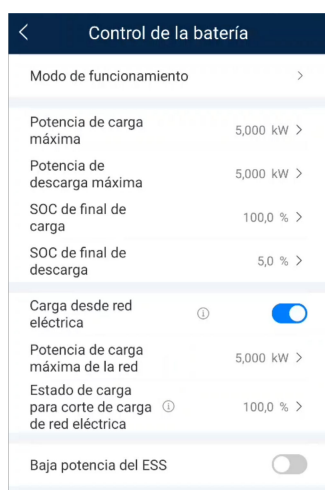 Control de la batería
Modo de funcionamiento
Potencia de carga
máxima
5,000 kW
Potencia de
descarga máxima
5,000 kW
SOC de final de
carga
100,0 %
SOC de final de
descarga
5,0 %
Carga desde red
eléctrica
Potencia de carga
máxima de la red
5,000 kW
Estado de carga
para corte de carga
de red eléctrica
100,0 %
Baja potencia del ESS